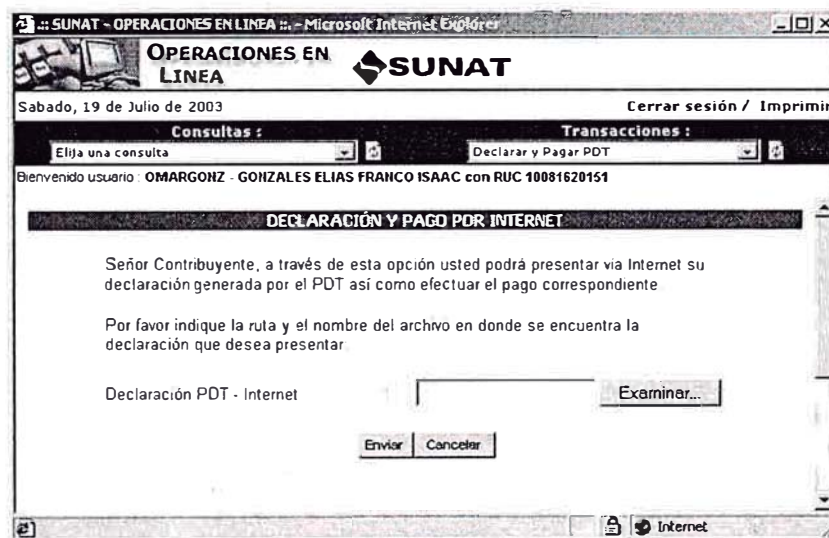 .:: SUNAT - OPERACIONES EN LINEA ::. - Microsoft Internet Explorer
OPERACIONES EN
LINEA
SUNAT
Sabado, 19 de Julio de 2003
Cerrar sesión / Imprimir
Consultas :
Transacciones :
Elija una consulta
Declarar y Pagar PDT
Bienvenido usuario : OMARGONZ - GONZALES ELIAS FRANCO ISAAC con RUC 10081620151
DECLARACIÓN Y PAGO POR INTERNET
Señor Contribuyente, a través de esta opción usted podrá presentar via Internet su
declaración generada por el PDT así como efectuar el pago correspondiente
Por favor indique la ruta y el nombre del archivo en donde se encuentra la
declaración que desea presentar
Declaración PDT - Internet
Examinar...
Enviar
Cancelar
Internet